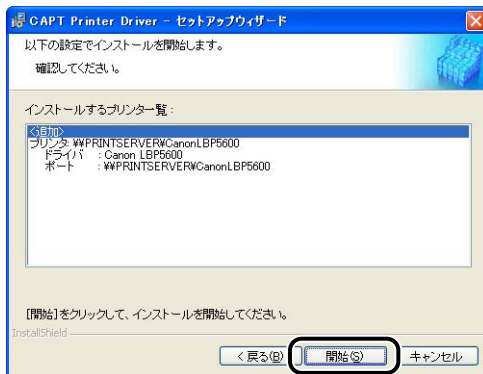 CAPT Printer Driver - セットアップウィザード
以下の設定でインストールを開始します。
確認してください。
インストールするプリンター覧:
<追加>
プリンタ:¥¥PRINTSERVER¥CanonLBP5600
ドライバ :Canon LBP5600
ポート :¥¥PRINTSERVER¥CanonLBP5600
[開始]をクリックして、インストールを開始してください。
InstallShield
< 戻る(B)
開始(S)
キャンセル